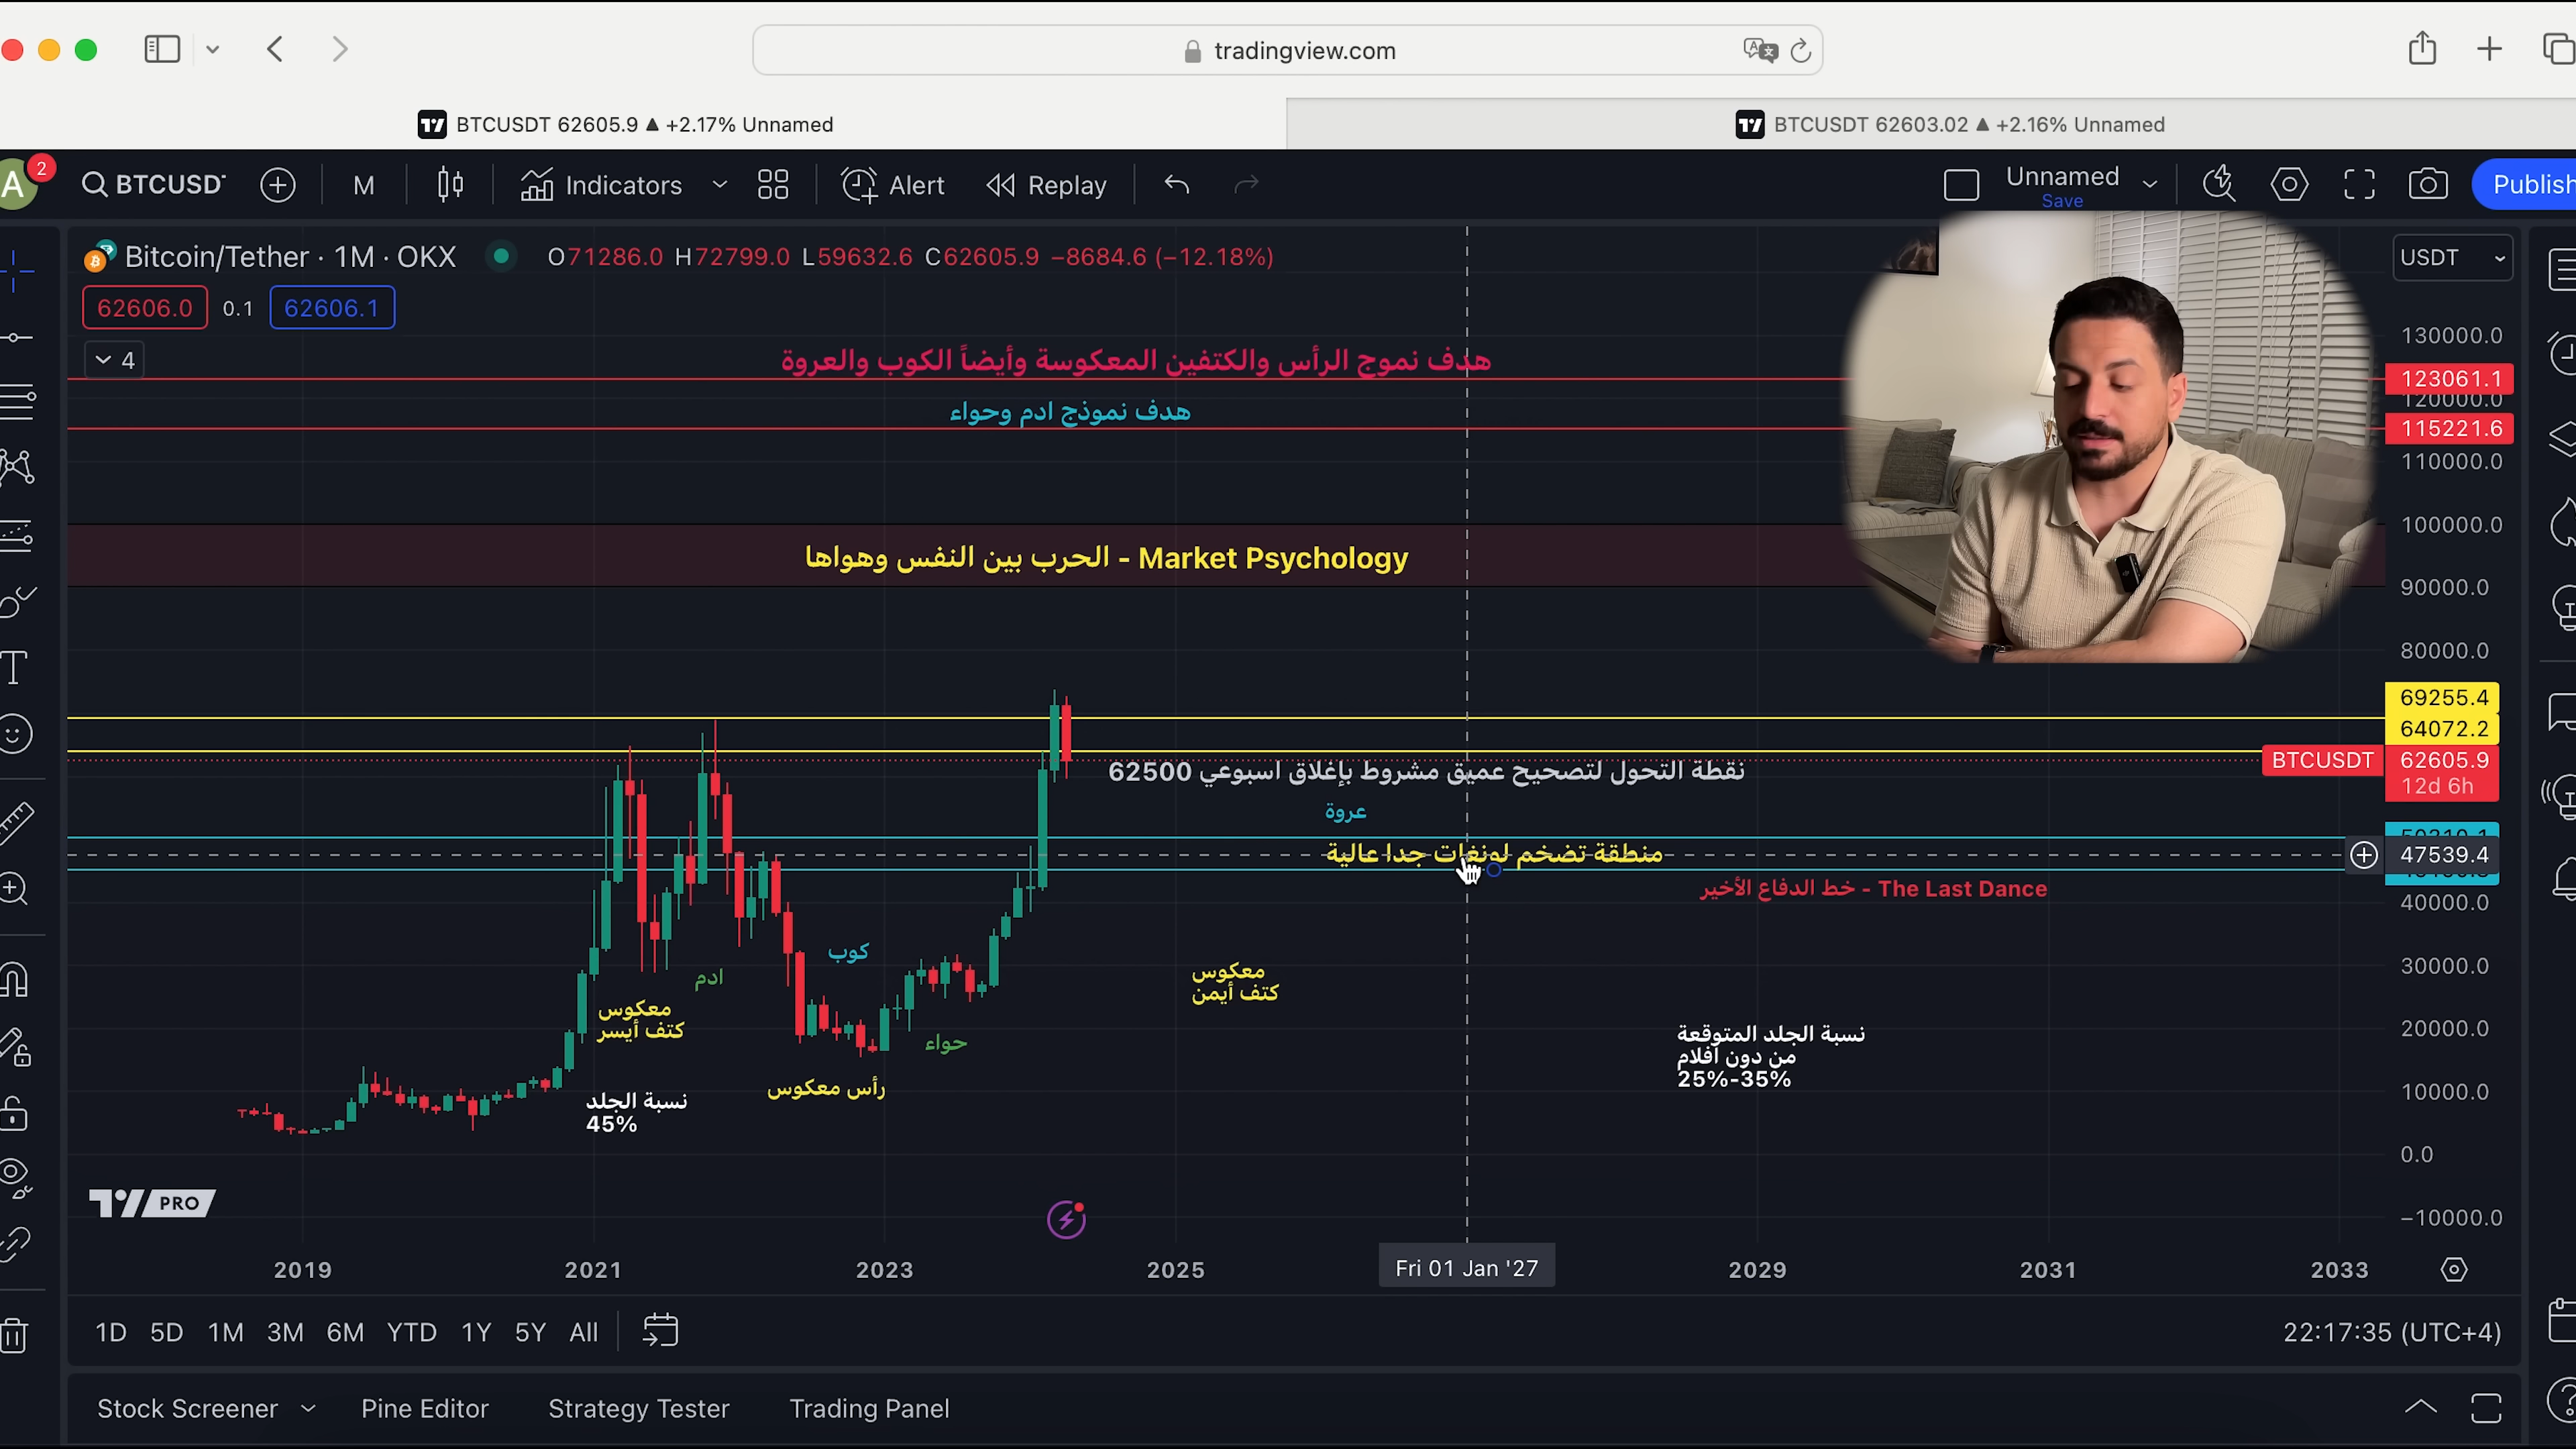 tradingview.com
BTCUSDT 62605.9 ▲ +2.17% Unnamed
BTCUSDT 62603.02 ▲ +2.16% Unnamed
A
2
BTCUSDT
M
Indicators
Alert
Replay
Unnamed
Save
Publish
Bitcoin/Tether · 1M · OKX
O71286.0 H72799.0 L59632.6 C62605.9 −8684.6 (−12.18%)
USDT
62606.0 0.1 62606.1
4
هدف نموج الرأس والكتفين المعكوسة وأيضاً الكوب والعروة
هدف نموذج ادم وحواء
الحرب بين النفس وهواها - Market Psychology
نقطة التحول لتصحيح عميق مشروط بإغلاق اسبوعي 62500
عروة
منطقة تضخم لونغات جدا عالية
خط الدفاع الأخير - The Last Dance
كوب
ادم
معكوس
كتف أيسر
معكوس
كتف أيمن
حواء
رأس معكوس
نسبة الجلد
45%
نسبة الجلد المتوقعة
من دون افلام
25%-35%
130000.0
123061.1
120000.0
115221.6
110000.0
100000.0
90000.0
80000.0
69255.4
64072.2
BTCUSDT 62605.9
12d 6h
47539.4
40000.0
30000.0
20000.0
10000.0
0.0
−10000.0
PRO
2019
2021
2023
2025
Fri 01 Jan '27
2029
2031
2033
1D 5D 1M 3M 6M YTD 1Y 5Y All
22:17:35 (UTC+4)
Stock Screener
Pine Editor
Strategy Tester
Trading Panel